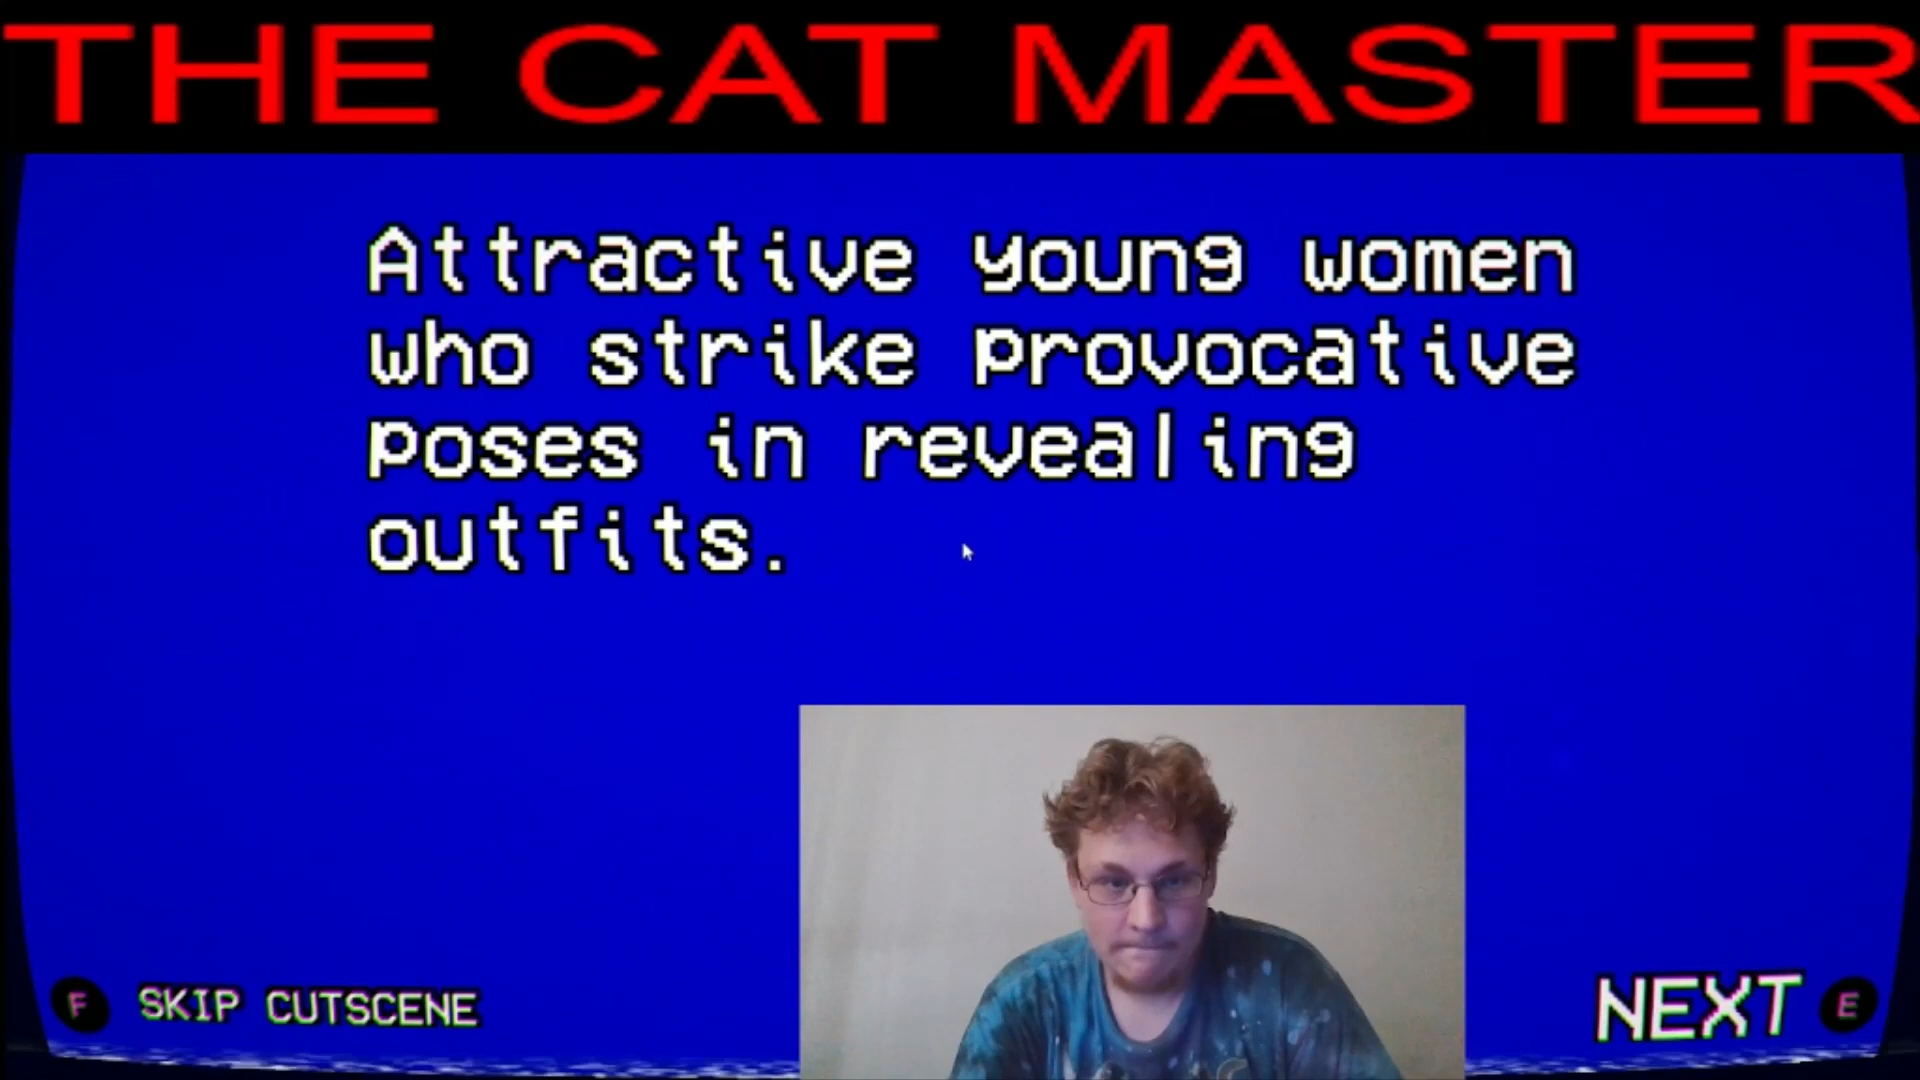 THE CAT MASTER
Attractive young women
who strike provocative
poses in revealing
outfits.
F SKIP CUTSCENE
NEXT E